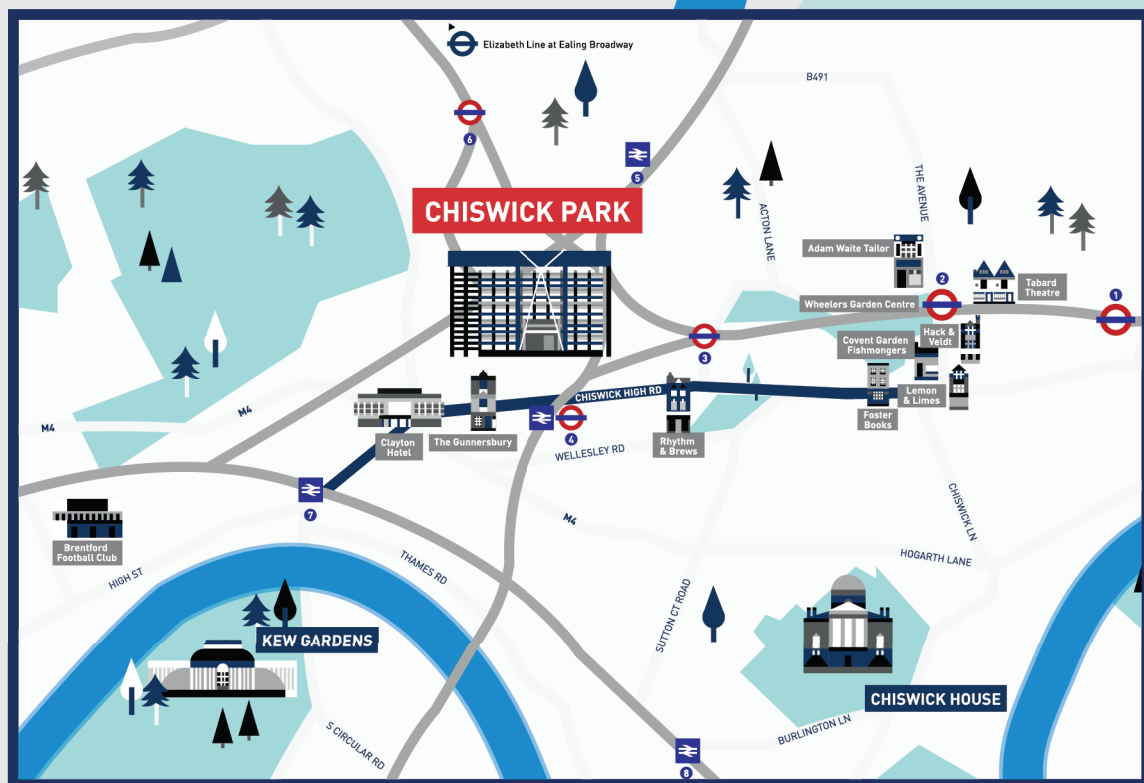 Elizabeth Line at Ealing Broadway
B491
6
5
THE AVENUE
CHISWICK PARK
ACTON LANE
Adam Waite Tailor
2
Tabard
Theatre
1
Wheelers Garden Centre
Hack &
Veldt
Covent Garden
Fishmongers
3
CHISWICK HIGH RD
Lemon
& Limes
M4
M4
Clayton
Hotel
The Gunnersbury
4
Foster
Books
Rhythm
& Brews
WELLESLEY RD
7
M4
CHISWICK LN
Brentford
Football Club
HIGH ST
THAMES RD
HOGARTH LANE
SUTTON CT ROAD
KEW GARDENS
CHISWICK HOUSE
S CIRCULAR RD
BURLINGTON LN
8